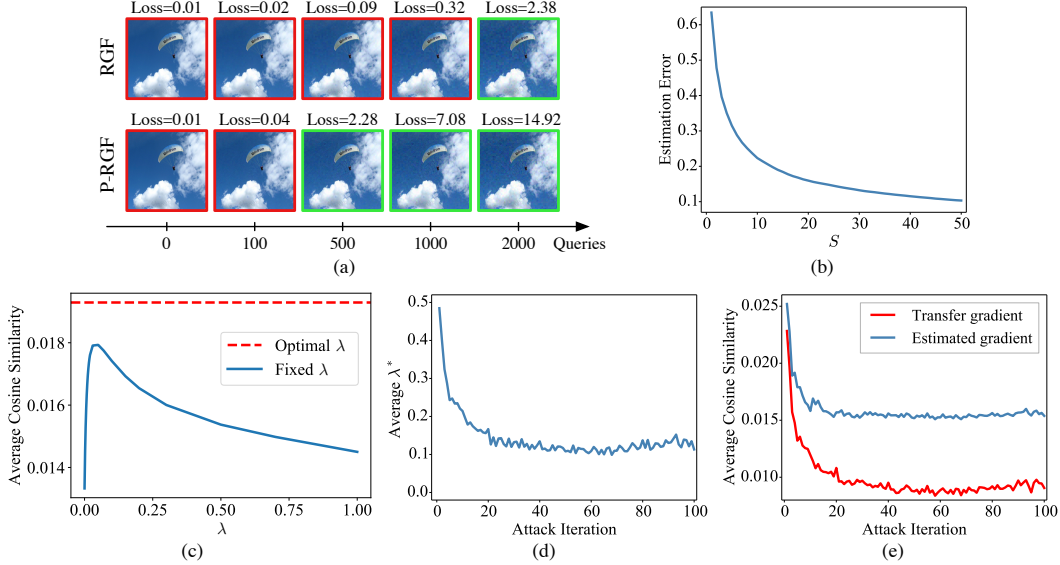 Loss=0.01 Loss=0.02 Loss=0.09 Loss=0.32 Loss=2.38
RGF
Loss=0.01 Loss=0.04 Loss=2.28 Loss=7.08 Loss=14.92
P-RGF
0 100 500 1000 2000 Queries
(a)
0.6
0.5
0.4
0.3
0.2
0.1
Estimation Error
0 10 20 30 40 50
S
(b)
Average Cosine Similarity
0.018
0.016
0.014
Optimal λ
Fixed λ
0.00 0.25 0.50 0.75 1.00
λ
(c)
Average λ*
0.5
0.4
0.3
0.2
0.1
0.0
0 20 40 60 80 100
Attack Iteration
(d)
Average Cosine Similarity
0.025
0.020
0.015
0.010
Transfer gradient
Estimated gradient
0 20 40 60 80 100
Attack Iteration
(e)